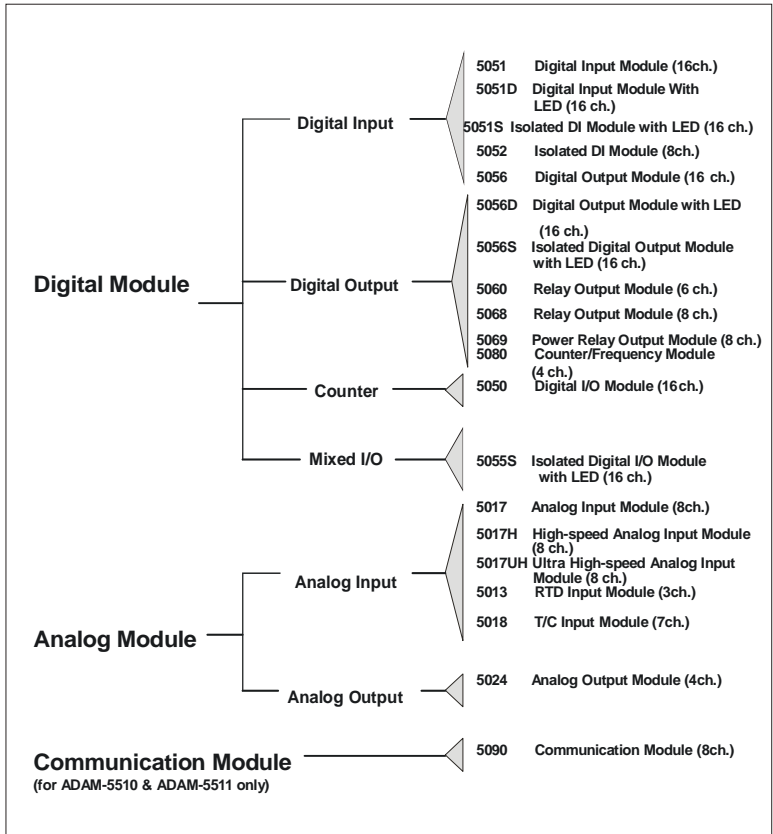 5051 Digital Input Module (16ch.)
5051D Digital Input Module With
LED (16 ch.)
Digital Input
5051S Isolated DI Module with LED (16 ch.)
5052 Isolated DI Module (8ch.)
5056 Digital Output Module (16 ch.)
5056D Digital Output Module with LED
(16 ch.)
5056S Isolated Digital Output Module
with LED (16 ch.)
Digital Module
Digital Output
5060 Relay Output Module (6 ch.)
5068 Relay Output Module (8 ch.)
5069 Power Relay Output Module (8 ch.)
5080 Counter/Frequency Module
(4 ch.)
Counter
5050 Digital I/O Module (16ch.)
Mixed I/O
5055S Isolated Digital I/O Module
with LED (16 ch.)
5017 Analog Input Module (8ch.)
5017H High-speed Analog Input Module
(8 ch.)
5017UH Ultra High-speed Analog Input
Module (8 ch.)
Analog Input
5013 RTD Input Module (3ch.)
5018 T/C Input Module (7ch.)
Analog Module
5024 Analog Output Module (4ch.)
Analog Output
Communication Module
5090 Communication Module (8ch.)
(for ADAM-5510 & ADAM-5511 only)